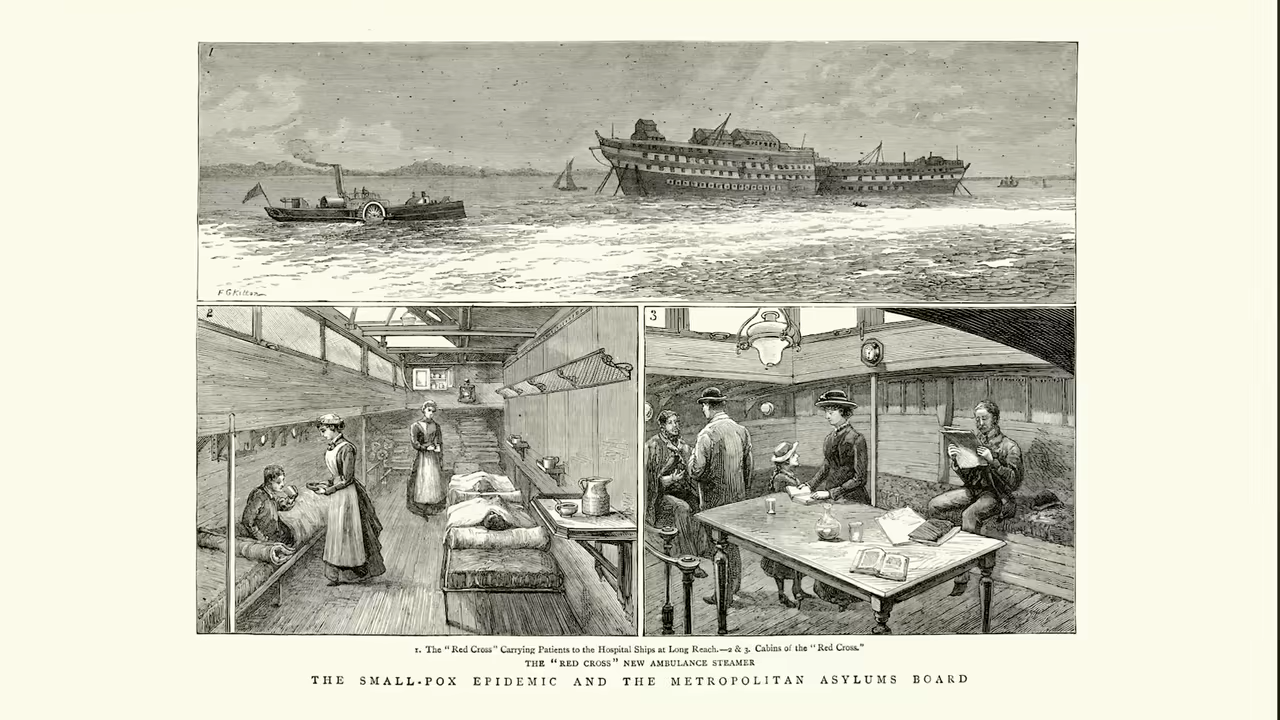 1
F. G. Kitton
2
3
1. The "Red Cross" Carrying Patients to the Hospital Ships at Long Reach.—2 & 3. Cabins of the "Red Cross."
THE "RED CROSS" NEW AMBULANCE STEAMER
THE SMALL-POX EPIDEMIC AND THE METROPOLITAN ASYLUMS BOARD